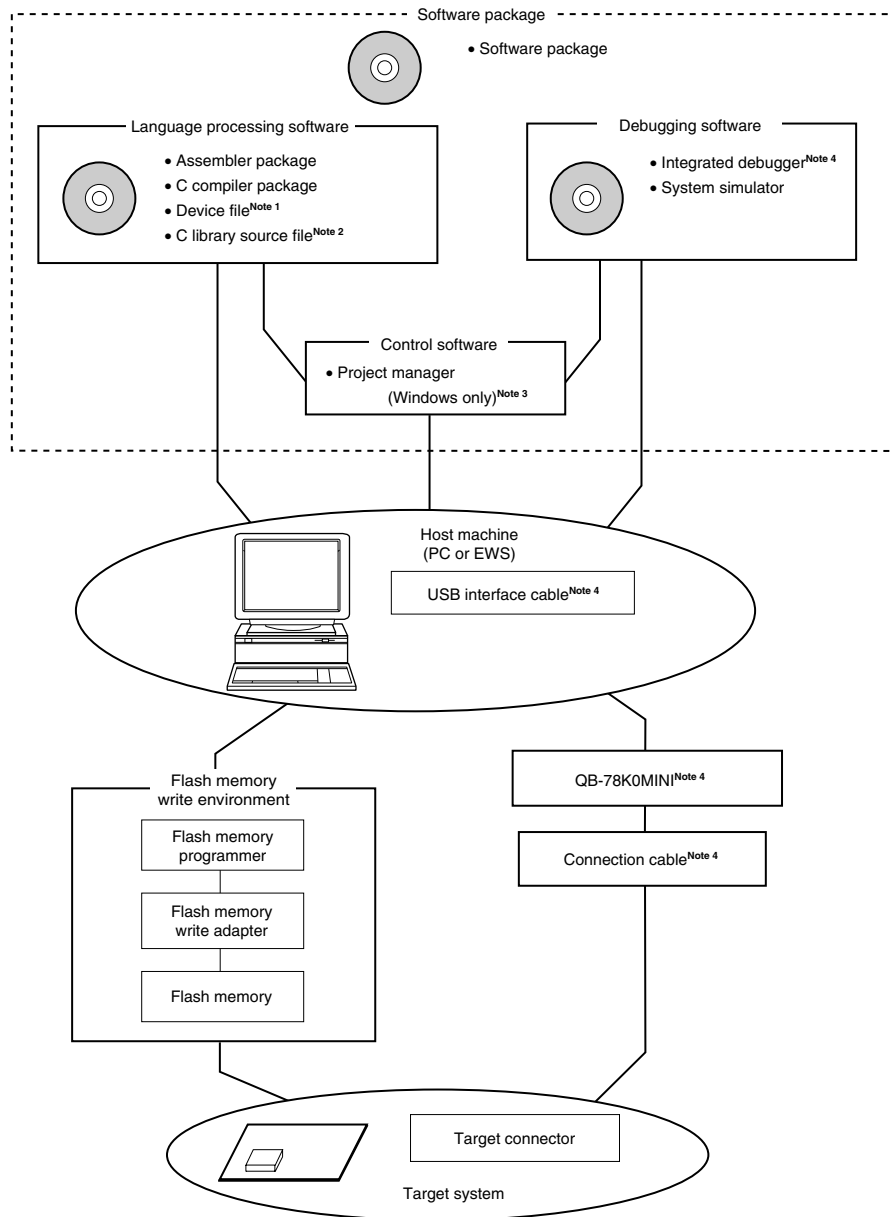 Software package
• Software package
Language processing software
• Assembler package
• C compiler package
• Device fileNote 1
• C library source fileNote 2
Debugging software
• Integrated debuggerNote 4
• System simulator
Control software
• Project manager
(Windows only)Note 3
Host machine
(PC or EWS)
USB interface cableNote 4
Flash memory
write environment
Flash memory
programmer
Flash memory
write adapter
Flash memory
QB-78K0MININote 4
Connection cableNote 4
Target connector
Target system